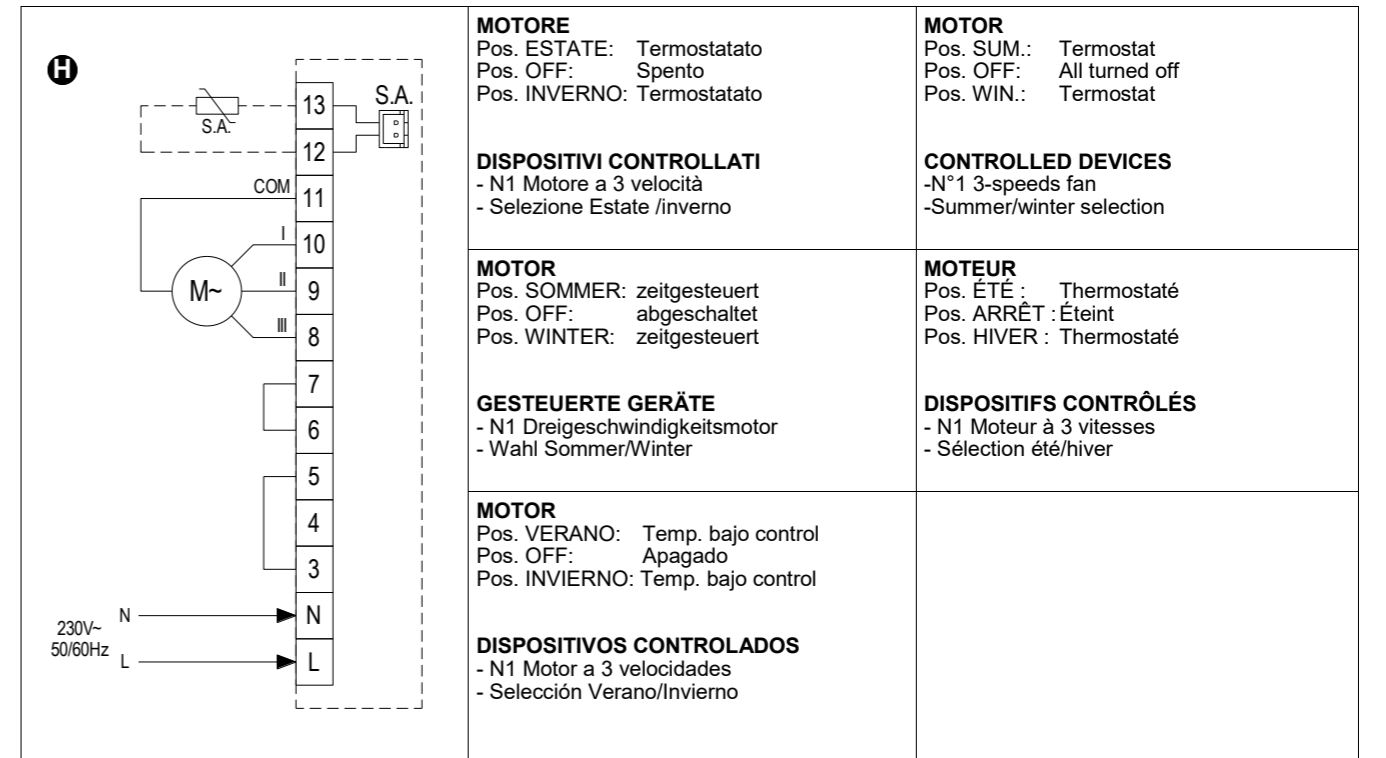 H
13
S.A.
S.A.
12
COM
11
I
10
M~
II
9
III
8
7
6
5
4
3
N
N
230V~
50/60Hz
L
L
MOTORE
Pos. ESTATE: Termostatato
Pos. OFF: Spento
Pos. INVERNO: Termostatato
DISPOSITIVI CONTROLLATI
- N1 Motore a 3 velocità
- Selezione Estate /inverno
MOTOR
Pos. SUM.: Termostat
Pos. OFF: All turned off
Pos. WIN.: Termostat
CONTROLLED DEVICES
-N°1 3-speeds fan
-Summer/winter selection
MOTOR
Pos. SOMMER: zeitgesteuert
Pos. OFF: abgeschaltet
Pos. WINTER: zeitgesteuert
GESTEUERTE GERÄTE
- N1 Dreigeschwindigkeitsmotor
- Wahl Sommer/Winter
MOTEUR
Pos. ÉTÉ : Thermostaté
Pos. ARRÊT : Éteint
Pos. HIVER : Thermostaté
DISPOSITIFS CONTRÔLÉS
- N1 Moteur à 3 vitesses
- Sélection été/hiver
MOTOR
Pos. VERANO: Temp. bajo control
Pos. OFF: Apagado
Pos. INVIERNO: Temp. bajo control
DISPOSITIVOS CONTROLADOS
- N1 Motor a 3 velocidades
- Selección Verano/Invierno